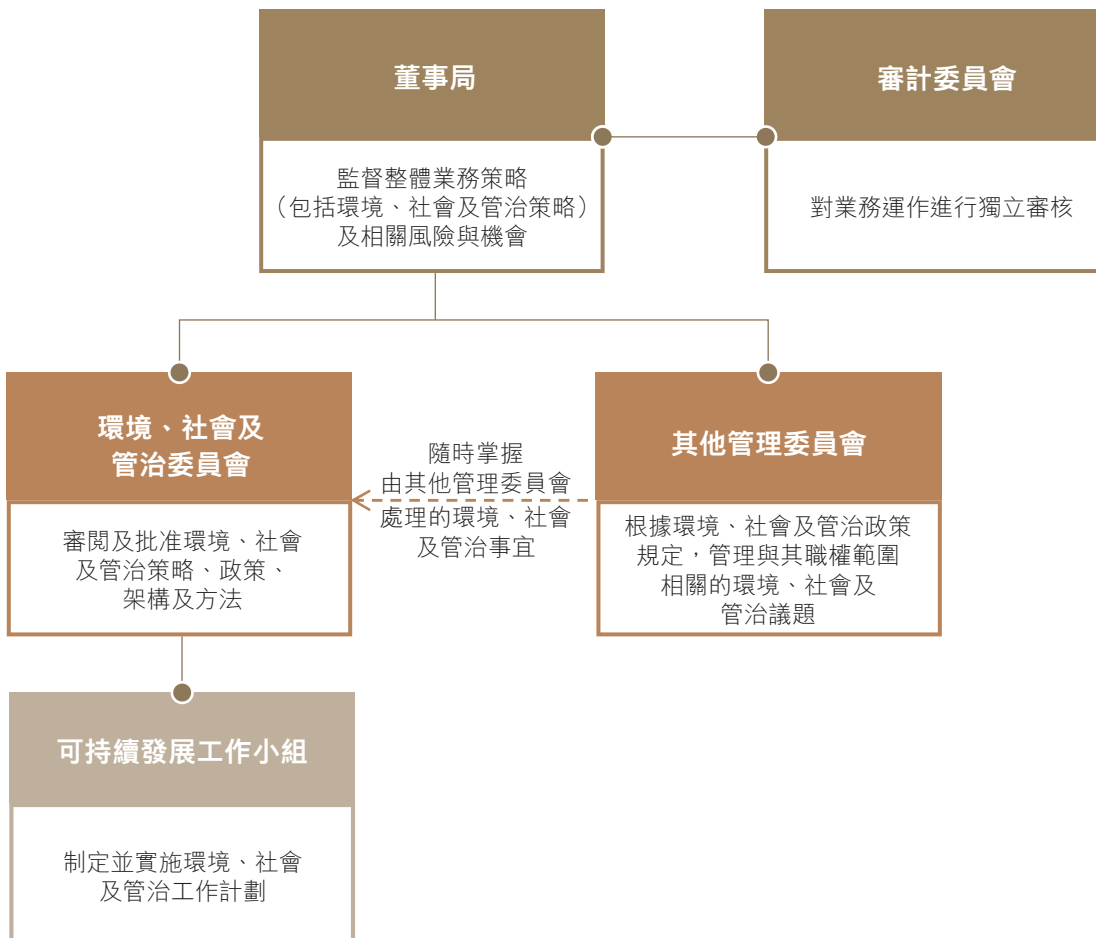 董事局
監督整體業務策略
（包括環境、社會及管治策略）
及相關風險與機會
審計委員會
對業務運作進行獨立審核
環境、社會及
管治委員會
審閱及批准環境、社會
及管治策略、政策、
架構及方法
隨時掌握
由其他管理委員會
處理的環境、社會
及管治事宜
其他管理委員會
根據環境、社會及管治政策
規定，管理與其職權範圍
相關的環境、社會及
管治議題
可持續發展工作小組
制定並實施環境、社會
及管治工作計劃